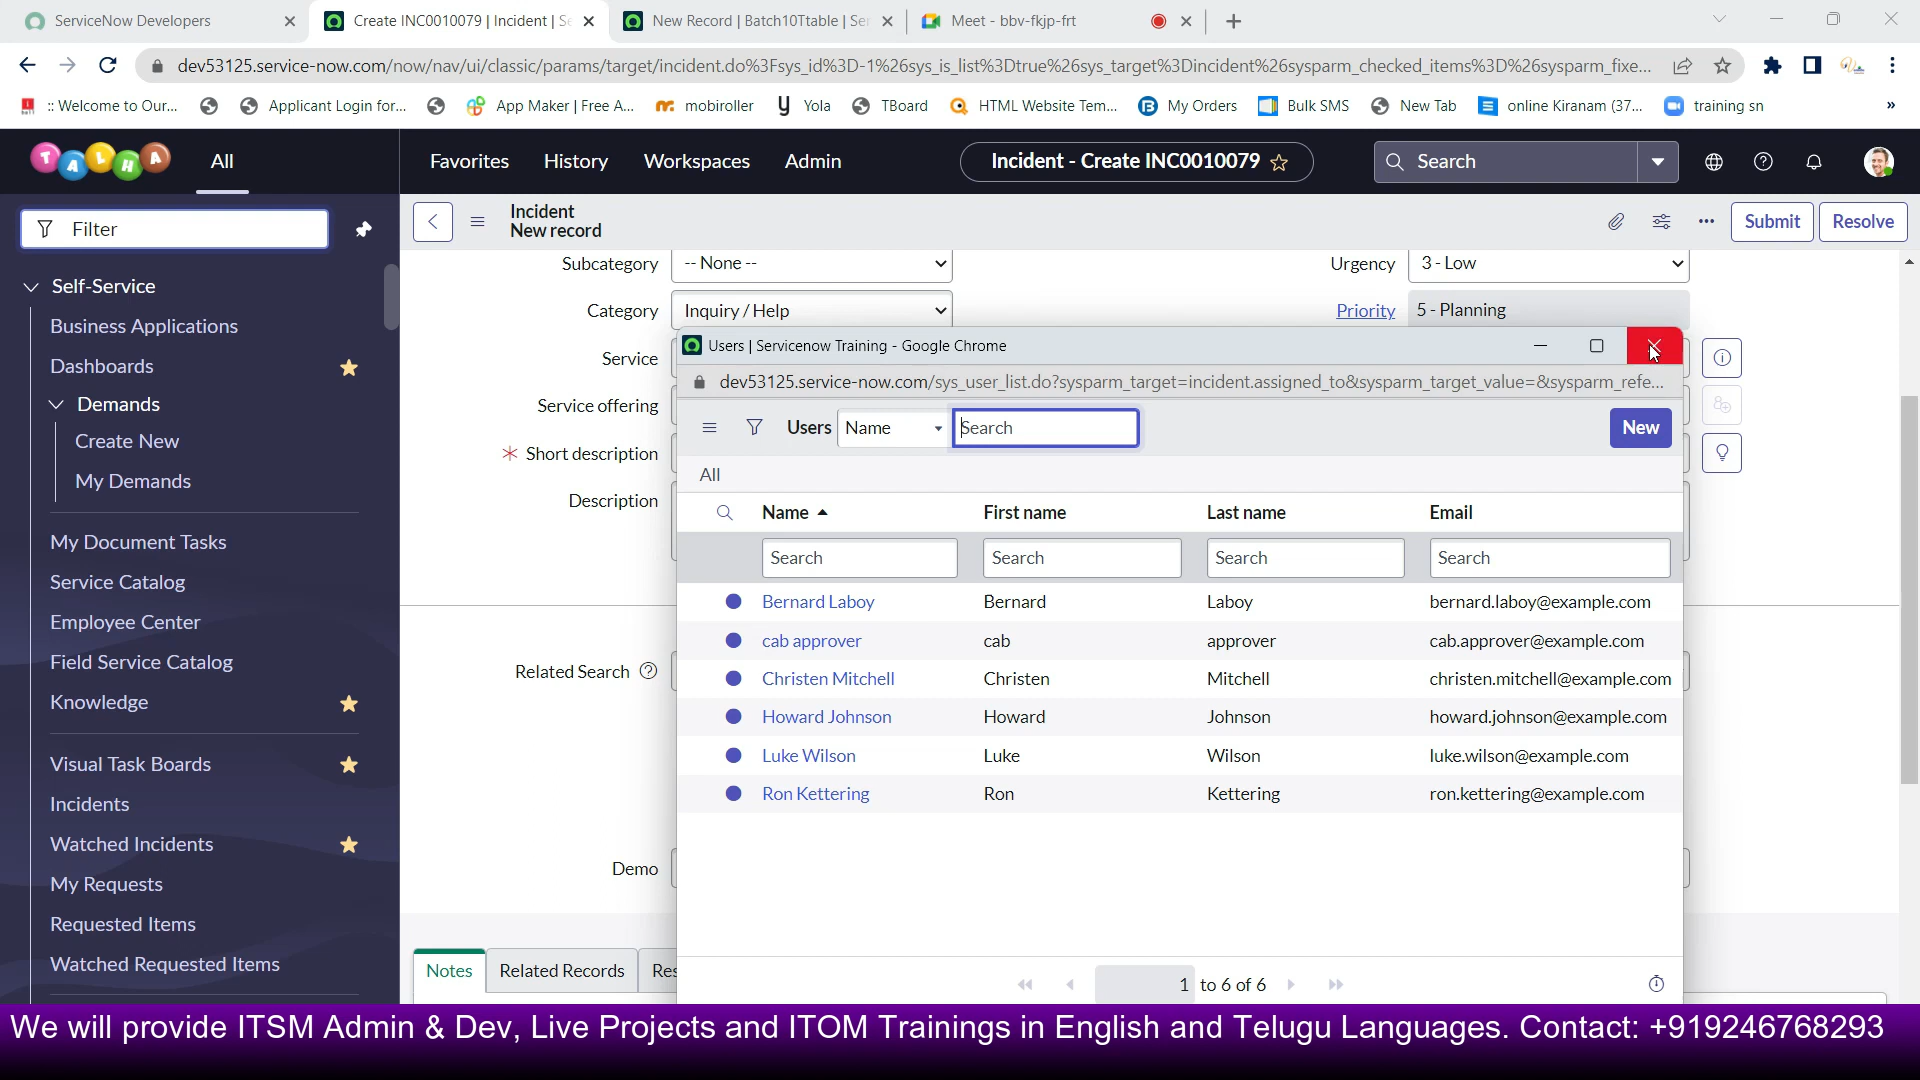 ServiceNow Developers
Create INC0010079 | Incident | Se
New Record | Batch10Ttable | Ser
Meet - bbv-fkjp-frt
dev53125.service-now.com/now/nav/ui/classic/params/target/incident.do%3Fsys_id%3D-1%26sys_is_list%3Dtrue%26sys_target%3Dincident%26sysparm_checked_items%3D%26sysparm_fixe...
:: Welcome to Our...
Applicant Login for...
App Maker | Free A...
mobiroller
Yola
TBoard
HTML Website Tem...
My Orders
Bulk SMS
New Tab
online Kiranam (37...
training sn
»
TALHA
All
Favorites
History
Workspaces
Admin
Incident - Create INC0010079
Search
Filter
Incident
New record
Submit
Resolve
Self-Service
Business Applications
Dashboards
Demands
Create New
My Demands
My Document Tasks
Service Catalog
Employee Center
Field Service Catalog
Knowledge
Visual Task Boards
Incidents
Watched Incidents
My Requests
Requested Items
Watched Requested Items
Subcategory
-- None --
Urgency
3 - Low
Category
Inquiry / Help
Priority
5 - Planning
Service
Service offering
Short description
Description
Related Search
Demo
Notes
Related Records
Res
Users | Servicenow Training - Google Chrome
dev53125.service-now.com/sys_user_list.do?sysparm_target=incident.assigned_to&sysparm_target_value=&sysparm_refe...
Users
Name
Search
New
All
Name First name Last name Email
Search Search Search Search
Bernard Laboy Bernard Laboy bernard.laboy@example.com
cab approver cab approver cab.approver@example.com
Christen Mitchell Christen Mitchell christen.mitchell@example.com
Howard Johnson Howard Johnson howard.johnson@example.com
Luke Wilson Luke Wilson luke.wilson@example.com
Ron Kettering Ron Kettering ron.kettering@example.com
1 to 6 of 6
We will provide ITSM Admin & Dev, Live Projects and ITOM Trainings in English and Telugu Languages. Contact: +919246768293